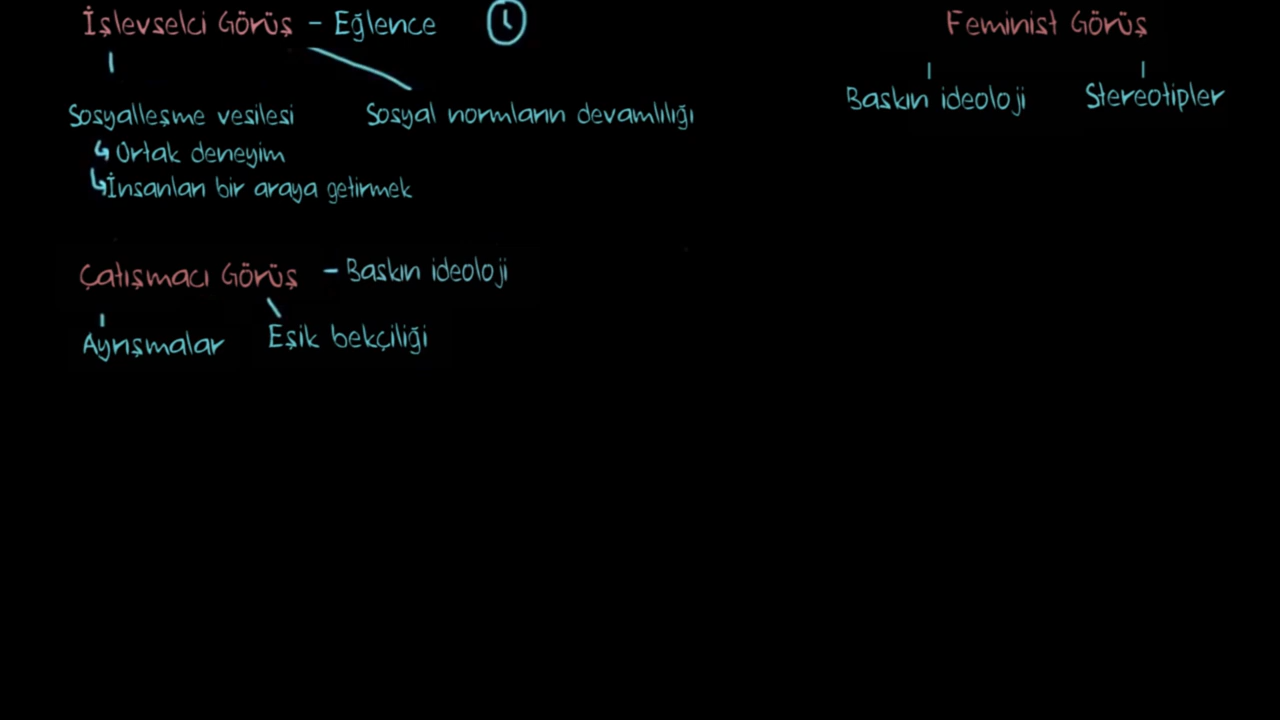 İşlevselci Görüş - Eğlence
Sosyalleşme vesilesi
Sosyal normların devamlılığı
Ortak deneyim
İnsanları bir araya getirmek
Çatışmacı Görüş - Baskın ideoloji
Ayrışmalar
Eşik bekçiliği
Feminist Görüş
Baskın ideoloji
Stereotipler